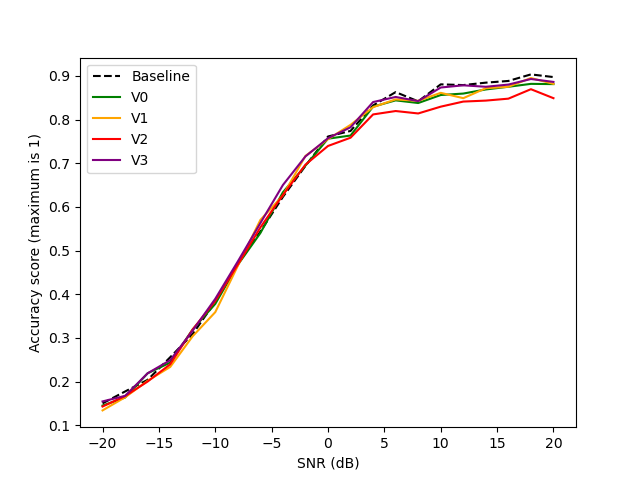 Baseline
V0
V1
V2
V3
Accuracy score (maximum is 1)
0.9
0.8
0.7
0.6
0.5
0.4
0.3
0.2
0.1
−20 −15 −10 −5 0 5 10 15 20
SNR (dB)